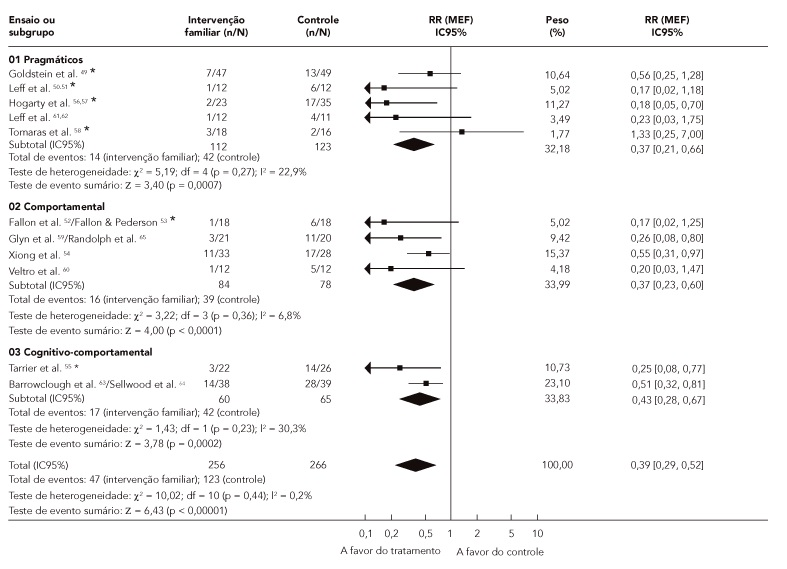 Ensaio ou subgrupo Intervenção familiar (n/N) Controle (n/N) RR (MEF) IC95% Peso (%) RR (MEF) IC95%
01 Pragmáticos
Goldstein et al. 49 * 7/47 13/49 10,64 0,56 [0,25, 1,28]
Leff et al. 50,51 * 1/12 6/12 5,02 0,17 [0,02, 1,18]
Hogarty et al. 56,57 * 2/23 17/35 11,27 0,18 [0,05, 0,70]
Leff et al. 61,62 1/12 4/11 3,49 0,23 [0,03, 1,75]
Tomaras et al. 58 * 3/18 2/16 1,77 1,33 [0,25, 7,00]
Subtotal (IC95%) 112 123 32,18 0,37 [0,21, 0,66]
Total de eventos: 14 (intervenção familiar); 42 (controle)
Teste de heterogeneidade: χ² = 5,19; df = 4 (p = 0,27); I² = 22,9%
Teste de evento sumário: Z = 3,40 (p = 0,0007)
02 Comportamental
Fallon et al. 52/Fallon & Pederson 53 * 1/18 6/18 5,02 0,17 [0,02, 1,25]
Glyn et al. 59/Randolph et al. 65 3/21 11/20 9,42 0,26 [0,08, 0,80]
Xiong et al. 54 11/33 17/28 15,37 0,55 [0,31, 0,97]
Veltro et al. 60 1/12 5/12 4,18 0,20 [0,03, 1,47]
Subtotal (IC95%) 84 78 33,99 0,37 [0,23, 0,60]
Total de eventos: 16 (intervenção familiar); 39 (controle)
Teste de heterogeneidade: χ² = 3,22; df = 3 (p = 0,36); I² = 6,8%
Teste de evento sumário: Z = 4,00 (p < 0,0001)
03 Cognitivo-comportamental
Tarrier et al. 55 * 3/22 14/26 10,73 0,25 [0,08, 0,77]
Barrowclough et al. 63/Sellwood et al. 64 14/38 28/39 23,10 0,51 [0,32, 0,81]
Subtotal (IC95%) 60 65 33,83 0,43 [0,28, 0,67]
Total de eventos: 17 (intervenção familiar); 42 (controle)
Teste de heterogeneidade: χ² = 1,43; df = 1 (p = 0,23); I² = 30,3%
Teste de evento sumário: Z = 3,78 (p = 0,0002)
Total (IC95%) 256 266 100,00 0,39 [0,29, 0,52]
Total de eventos: 47 (intervenção familiar); 123 (controle)
Teste de heterogeneidade: χ² = 10,02; df = 10 (p = 0,44); I² = 0,2%
Teste de evento sumário: Z = 6,43 (p < 0,00001)
0,1 0,2 0,5 1 2 5 10
A favor do tratamento A favor do controle